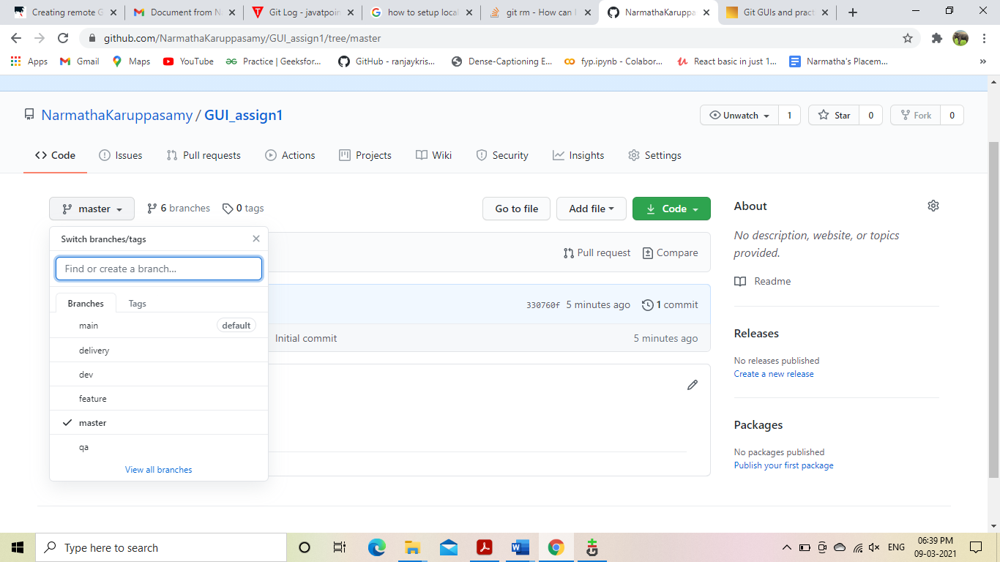 Creating remote G
Document from N
Git Log - javatpoin
how to setup local
git rm - How can I
NarmathaKaruppa
Git GUIs and pract
github.com/NarmathaKaruppasamy/GUI_assign1/tree/master
Apps
Gmail
Maps
YouTube
Practice | Geeksfor...
GitHub - ranjaykris...
Dense-Captioning E...
fyp.ipynb - Colabor...
React basic in just 1...
Narmatha's Placem...
»
NarmathaKaruppasamy / GUI_assign1
Unwatch 1
Star 0
Fork 0
Code
Issues
Pull requests
Actions
Projects
Wiki
Security
Insights
Settings
master
6 branches
0 tags
Go to file
Add file
Code
Switch branches/tags
Find or create a branch...
Branches
Tags
main default
delivery
dev
feature
master
qa
View all branches
Pull request
Compare
330760f 5 minutes ago 1 commit
Initial commit 5 minutes ago
About
No description, website, or topics
provided.
Readme
Releases
No releases published
Create a new release
Packages
No packages published
Publish your first package
Type here to search
ENG
06:39 PM
09-03-2021